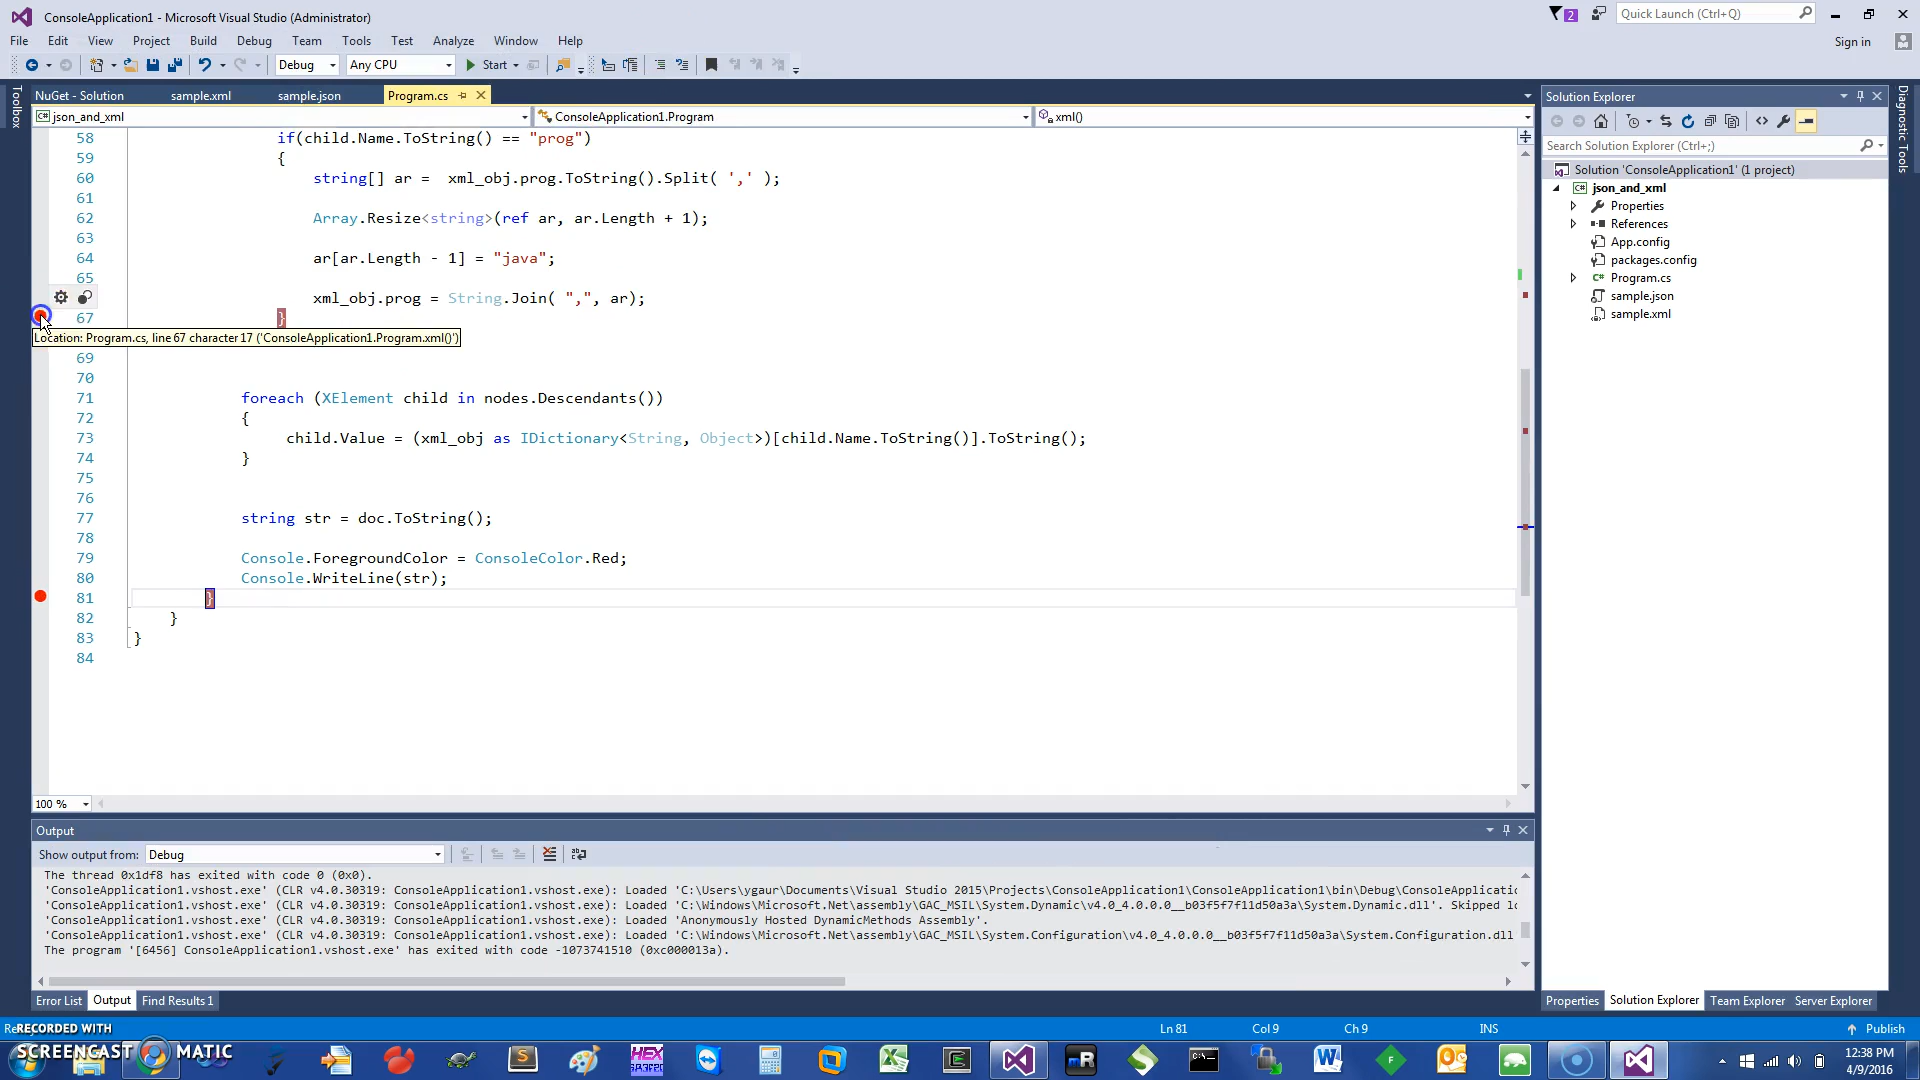 ConsoleApplication1 - Microsoft Visual Studio (Administrator)
2
Quick Launch (Ctrl+Q)
File Edit View Project Build Debug Team Tools Test Analyze Window Help
Sign in
Debug Any CPU Start
Toolbox
NuGet - Solution sample.xml sample.json Program.cs
json_and_xml ConsoleApplication1.Program xml()
58 if(child.Name.ToString() == "prog")
59 {
60 string[] ar = xml_obj.prog.ToString().Split( ',' );
61
62 Array.Resize<string>(ref ar, ar.Length + 1);
63
64 ar[ar.Length - 1] = "java";
65
xml_obj.prog = String.Join( ",", ar);
67 }
Location: Program.cs, line 67 character 17 ('ConsoleApplication1.Program.xml()')
69
70
71 foreach (XElement child in nodes.Descendants())
72 {
73 child.Value = (xml_obj as IDictionary<String, Object>)[child.Name.ToString()].ToString();
74 }
75
76
77 string str = doc.ToString();
78
79 Console.ForegroundColor = ConsoleColor.Red;
80 Console.WriteLine(str);
81 }
82 }
83 }
84
100 %
Solution Explorer
Search Solution Explorer (Ctrl+;)
Solution 'ConsoleApplication1' (1 project)
json_and_xml
Properties
References
App.config
packages.config
Program.cs
sample.json
sample.xml
Diagnostic Tools
Output
Show output from: Debug
The thread 0x1df8 has exited with code 0 (0x0).
'ConsoleApplication1.vshost.exe' (CLR v4.0.30319: ConsoleApplication1.vshost.exe): Loaded 'C:\Users\ygaur\Documents\Visual Studio 2015\Projects\ConsoleApplication1\ConsoleApplication1\bin\Debug\ConsoleApplicatio
'ConsoleApplication1.vshost.exe' (CLR v4.0.30319: ConsoleApplication1.vshost.exe): Loaded 'C:\Windows\Microsoft.Net\assembly\GAC_MSIL\System.Dynamic\v4.0_4.0.0.0__b03f5f7f11d50a3a\System.Dynamic.dll'. Skipped lo
'ConsoleApplication1.vshost.exe' (CLR v4.0.30319: ConsoleApplication1.vshost.exe): Loaded 'Anonymously Hosted DynamicMethods Assembly'.
'ConsoleApplication1.vshost.exe' (CLR v4.0.30319: ConsoleApplication1.vshost.exe): Loaded 'C:\Windows\Microsoft.Net\assembly\GAC_MSIL\System.Configuration\v4.0_4.0.0.0__b03f5f7f11d50a3a\System.Configuration.dll
The program '[6456] ConsoleApplication1.vshost.exe' has exited with code -1073741510 (0xc000013a).
Error List Output Find Results 1
Properties Solution Explorer Team Explorer Server Explorer
Ln 81 Col 9 Ch 9 INS Publish
RECORDED WITH
SCREENCAST MATIC
HEX
mR
12:38 PM
4/9/2016